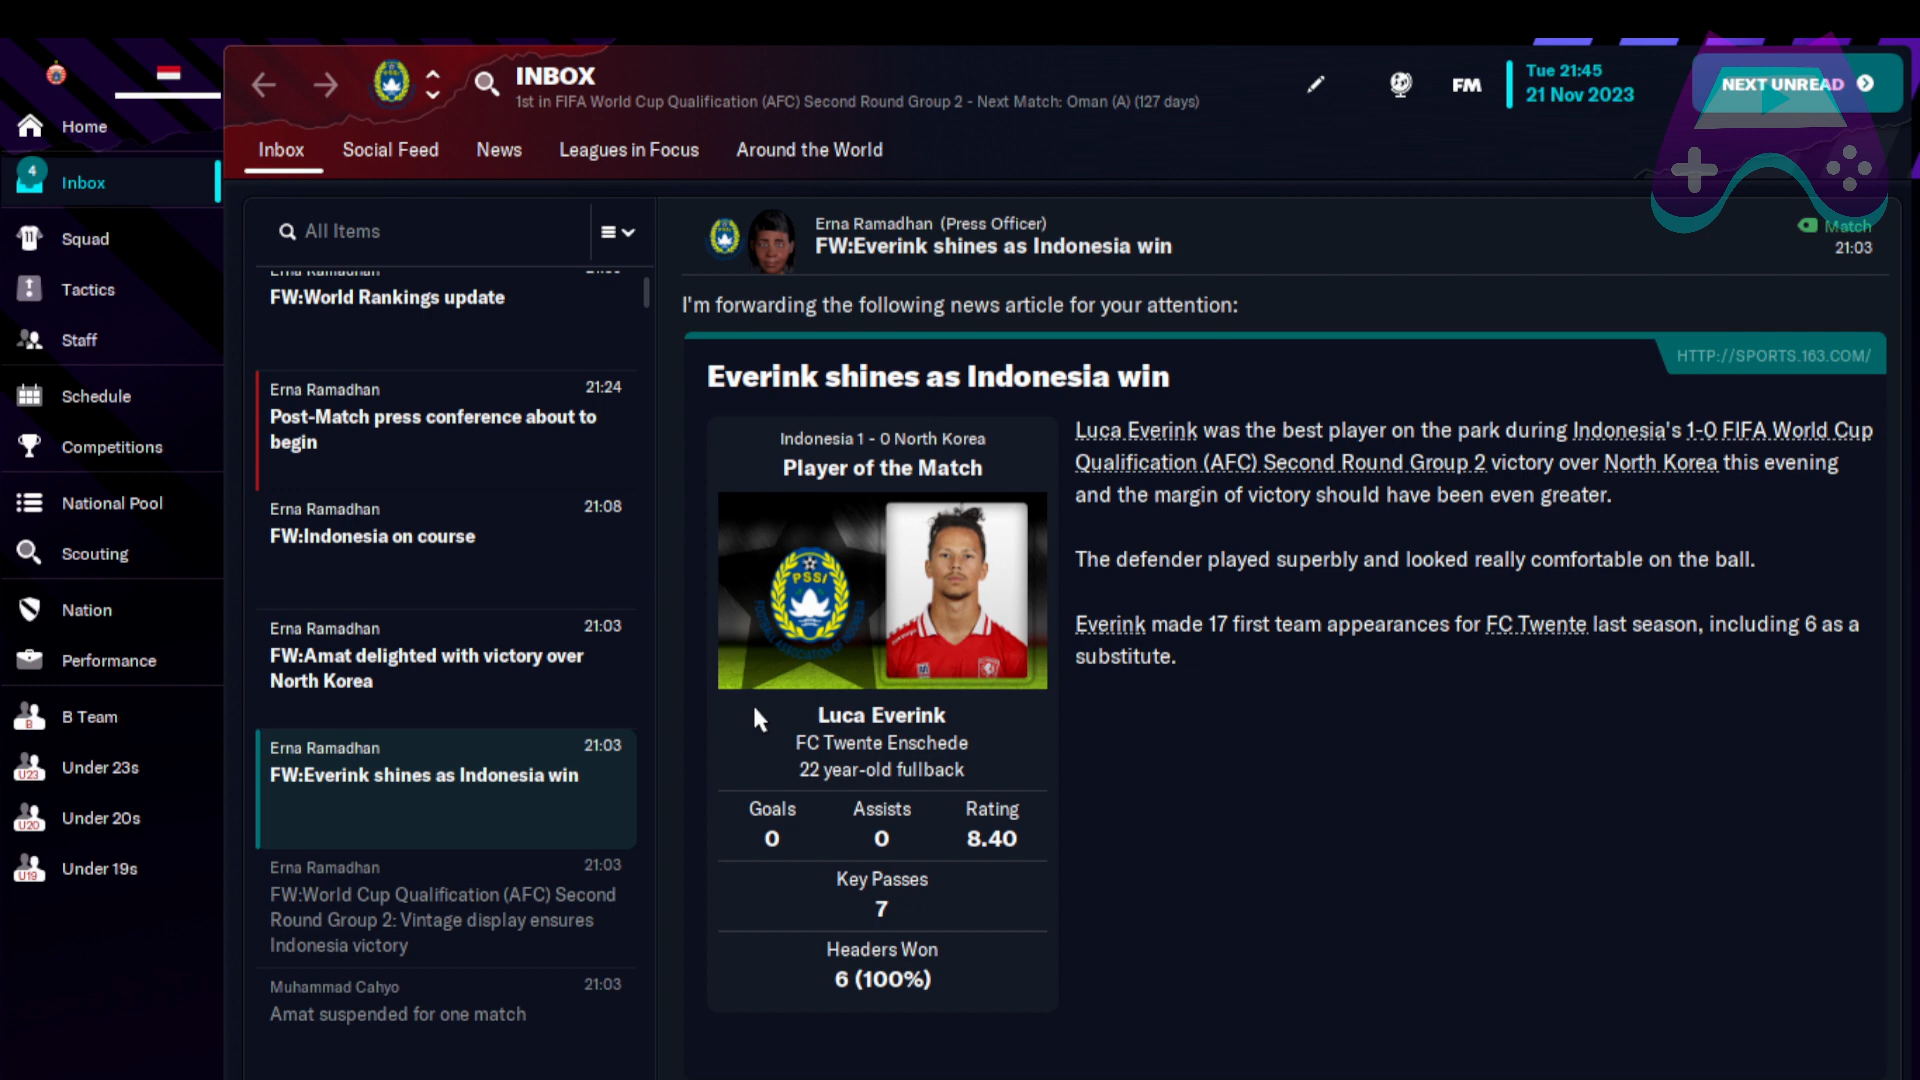 INBOX
1st in FIFA World Cup Qualification (AFC) Second Round Group 2 - Next Match: Oman (A) (127 days)
FM
Tue 21:45
21 Nov 2023
NEXT UNREAD
Inbox
Social Feed
News
Leagues in Focus
Around the World
Home
4
Inbox
11
Squad
Tactics
Staff
Schedule
Competitions
National Pool
Scouting
Nation
Performance
B
B Team
U23
Under 23s
U20
Under 20s
U19
Under 19s
All Items
Erna Ramadhan
FW:World Rankings update
Erna Ramadhan
21:24
Post-Match press conference about to
begin
Erna Ramadhan
21:08
FW:Indonesia on course
Erna Ramadhan
21:03
FW:Amat delighted with victory over
North Korea
Erna Ramadhan
21:03
FW:Everink shines as Indonesia win
Erna Ramadhan
21:03
FW:World Cup Qualification (AFC) Second
Round Group 2: Vintage display ensures
Indonesia victory
Muhammad Cahyo
21:03
Amat suspended for one match
Erna Ramadhan (Press Officer)
FW:Everink shines as Indonesia win
Match
21:03
I'm forwarding the following news article for your attention:
HTTP://SPORTS.163.COM/
Everink shines as Indonesia win
Indonesia 1 - 0 North Korea
Player of the Match
PSSI
FOOTBALL ASSOCIATION OF INDONESIA
Luca Everink
FC Twente Enschede
22 year-old fullback
Goals
Assists
Rating
0
0
8.40
Key Passes
7
Headers Won
6 (100%)
Luca Everink was the best player on the park during Indonesia's 1-0 FIFA World Cup
Qualification (AFC) Second Round Group 2 victory over North Korea this evening
and the margin of victory should have been even greater.
The defender played superbly and looked really comfortable on the ball.
Everink made 17 first team appearances for FC Twente last season, including 6 as a
substitute.